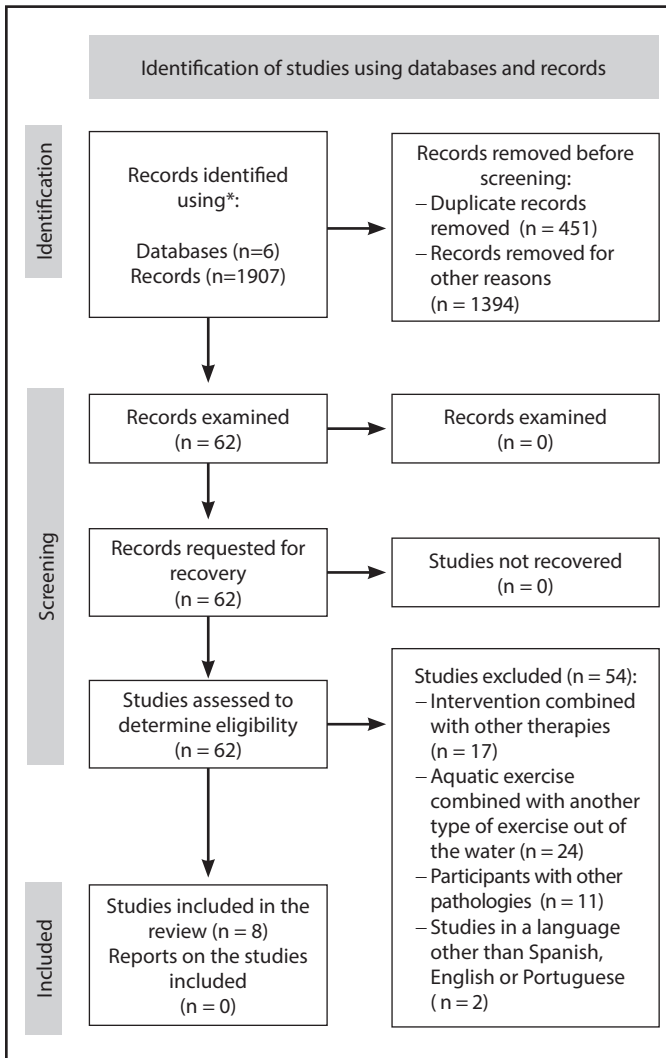 Identification of studies using databases and records
Identification
Records identified
using*:
Databases (n=6)
Records (n=1907)
Records removed before
screening:
– Duplicate records
removed (n = 451)
– Records removed for
other reasons
(n = 1394)
Screening
Records examined
(n = 62)
Records examined
(n = 0)
Records requested for
recovery
(n = 62)
Studies not recovered
(n = 0)
Studies assessed to
determine eligibility
(n = 62)
Studies excluded (n = 54):
– Intervention combined
with other therapies
(n = 17)
– Aquatic exercise
combined with another
type of exercise out of
the water (n = 24)
– Participants with other
pathologies (n = 11)
– Studies in a language
other than Spanish,
English or Portuguese
( n = 2)
Included
Studies included in the
review (n = 8)
Reports on the studies
included
(n = 0)